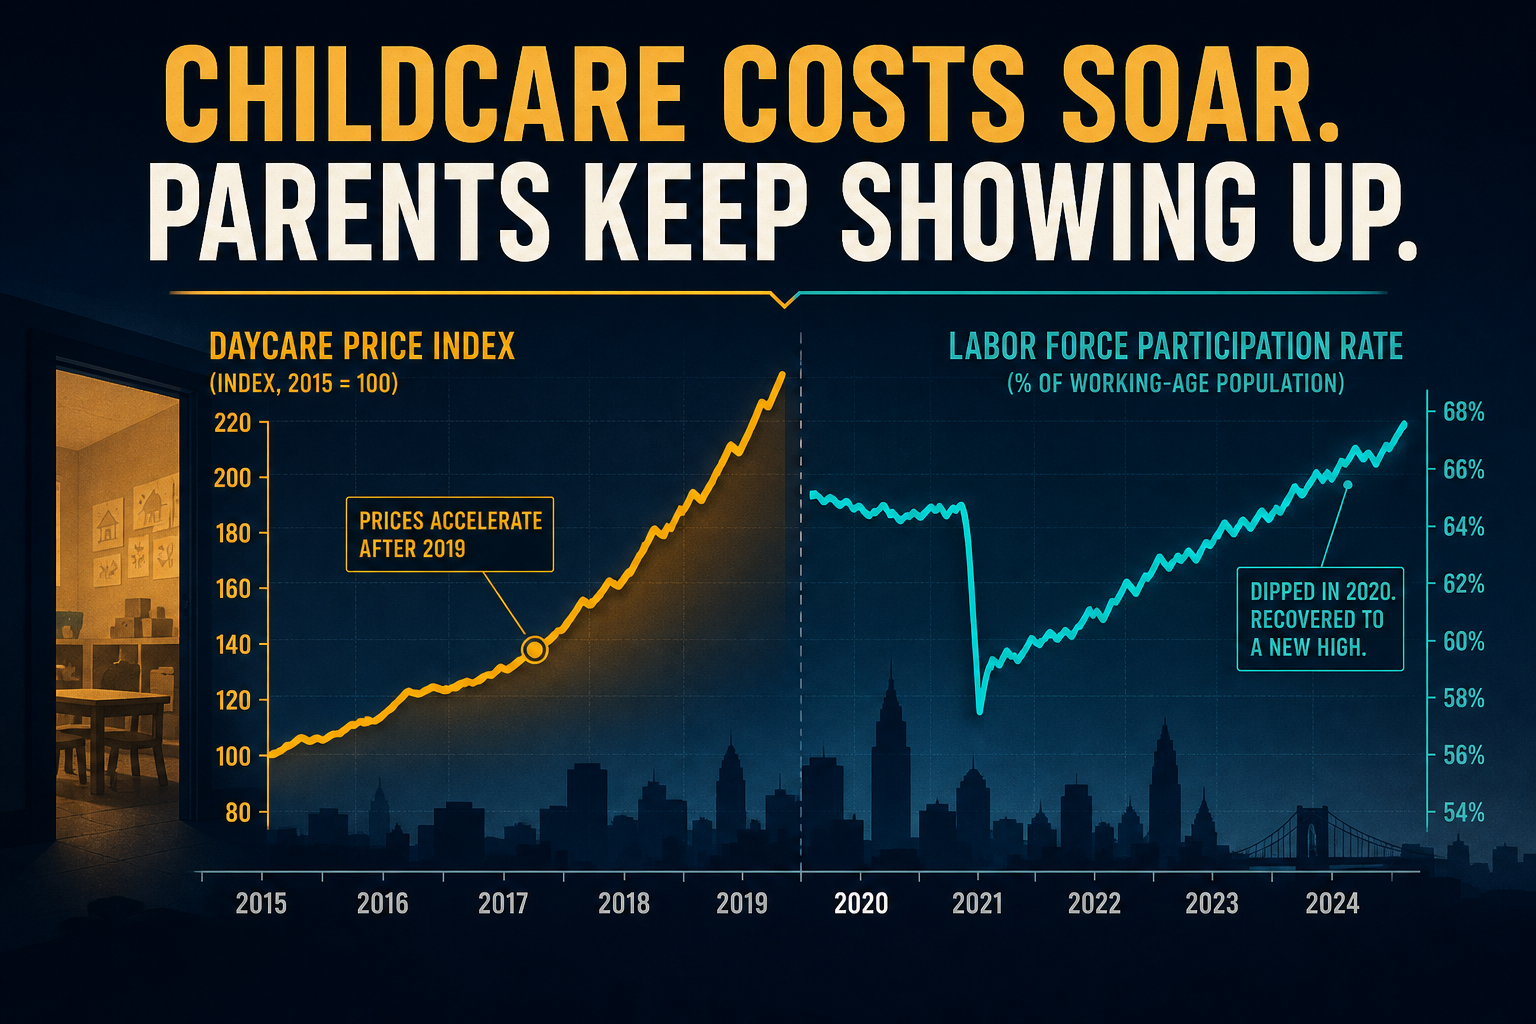 CHILDCARE COSTS SOAR.
PARENTS KEEP SHOWING UP.
DAYCARE PRICE INDEX
(INDEX, 2015 = 100)
220
200
180
160
140
120
100
80
PRICES ACCELERATE
AFTER 2019
LABOR FORCE PARTICIPATION RATE
(% OF WORKING-AGE POPULATION)
68%
66%
64%
62%
60%
58%
56%
54%
DIPPED IN 2020.
RECOVERED TO
A NEW HIGH.
2015 2016 2017 2018 2019 2020 2021 2022 2023 2024